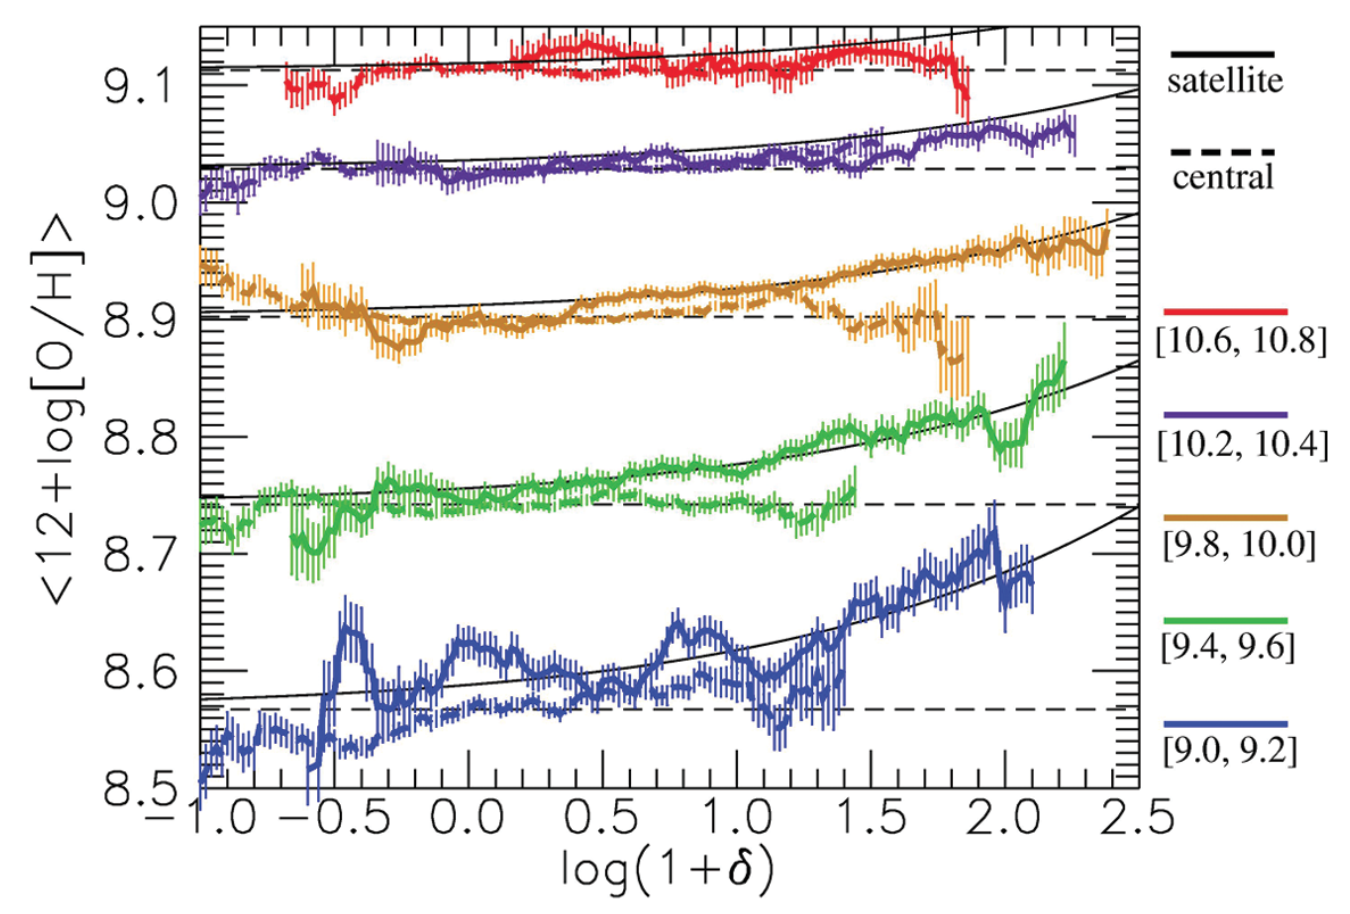 <12+log[O/H]>
9.1
9.0
8.9
8.8
8.7
8.6
8.5
−1.0 −0.5 0.0 0.5 1.0 1.5 2.0 2.5
log(1+δ)
satellite
central
[10.6, 10.8]
[10.2, 10.4]
[9.8, 10.0]
[9.4, 9.6]
[9.0, 9.2]